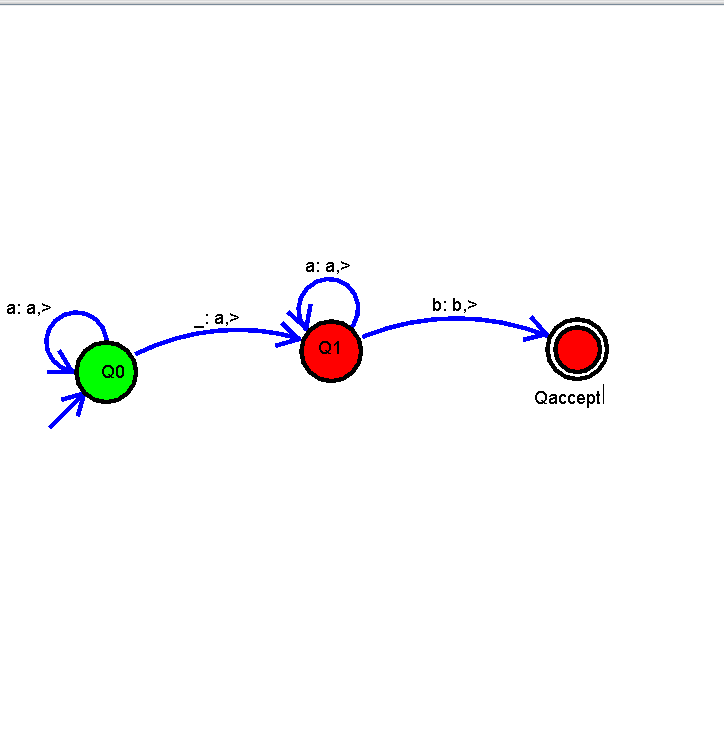 a: a,>
a: a,>
_: a,>
b: b,>
Q0
Q1
Qaccept